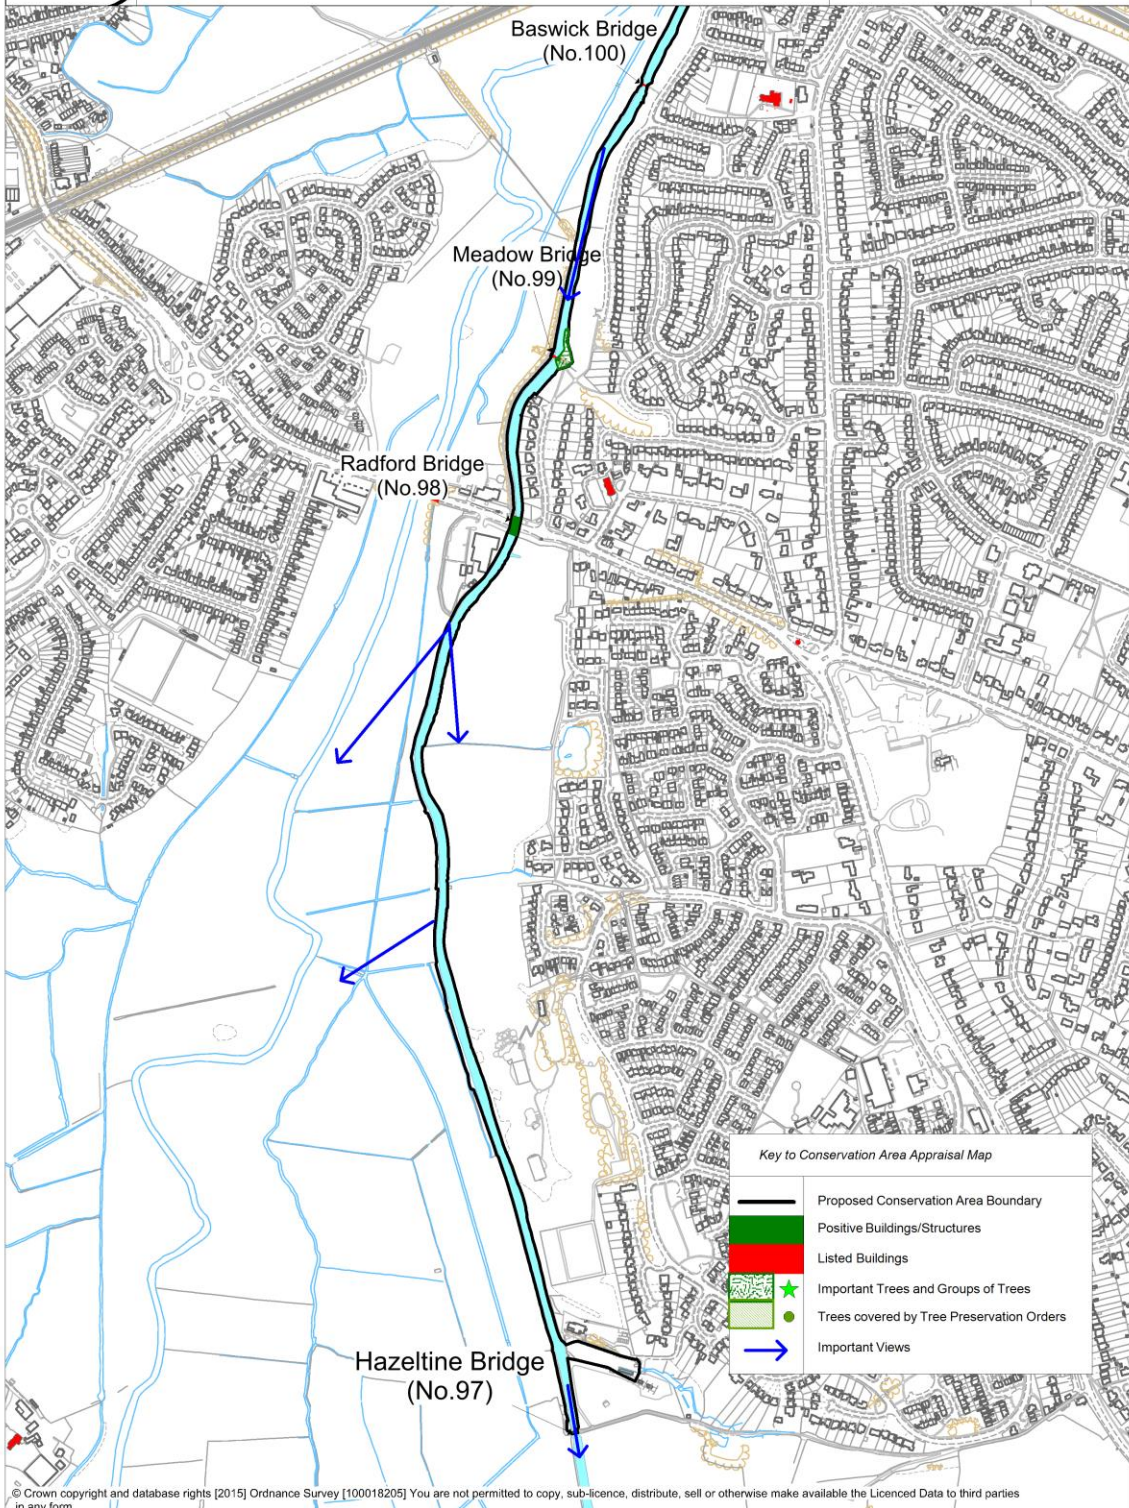 Baswick Bridge
(No.100)
Meadow Bridge
(No.99)
Radford Bridge
(No.98)
Key to Conservation Area Appraisal Map
Proposed Conservation Area Boundary
Positive Buildings/Structures
Listed Buildings
Important Trees and Groups of Trees
Trees covered by Tree Preservation Orders
Important Views
Hazeltine Bridge
(No.97)
© Crown copyright and database rights [2015] Ordnance Survey [100018205] You are not permitted to copy, sub-licence, distribute, sell or otherwise make available the Licenced Data to third parties
in any form